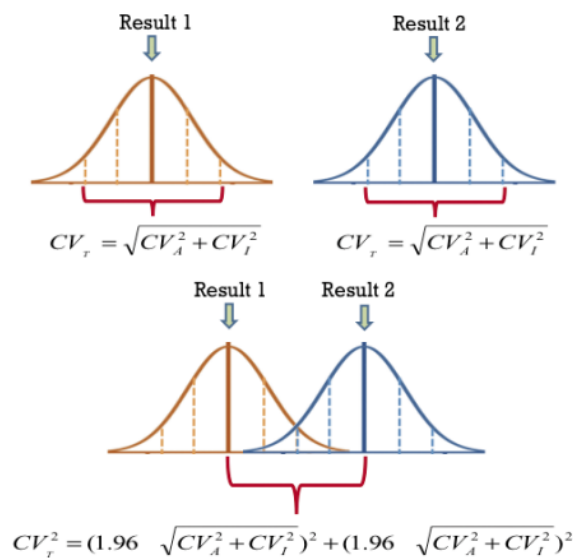 Result 1 Result 2
CV_T = √(CV_A² + CV_I²) CV_T = √(CV_A² + CV_I²)
Result 1 Result 2
CV_T² = (1.96 √(CV_A² + CV_I²))² + (1.96 √(CV_A² + CV_I²))²